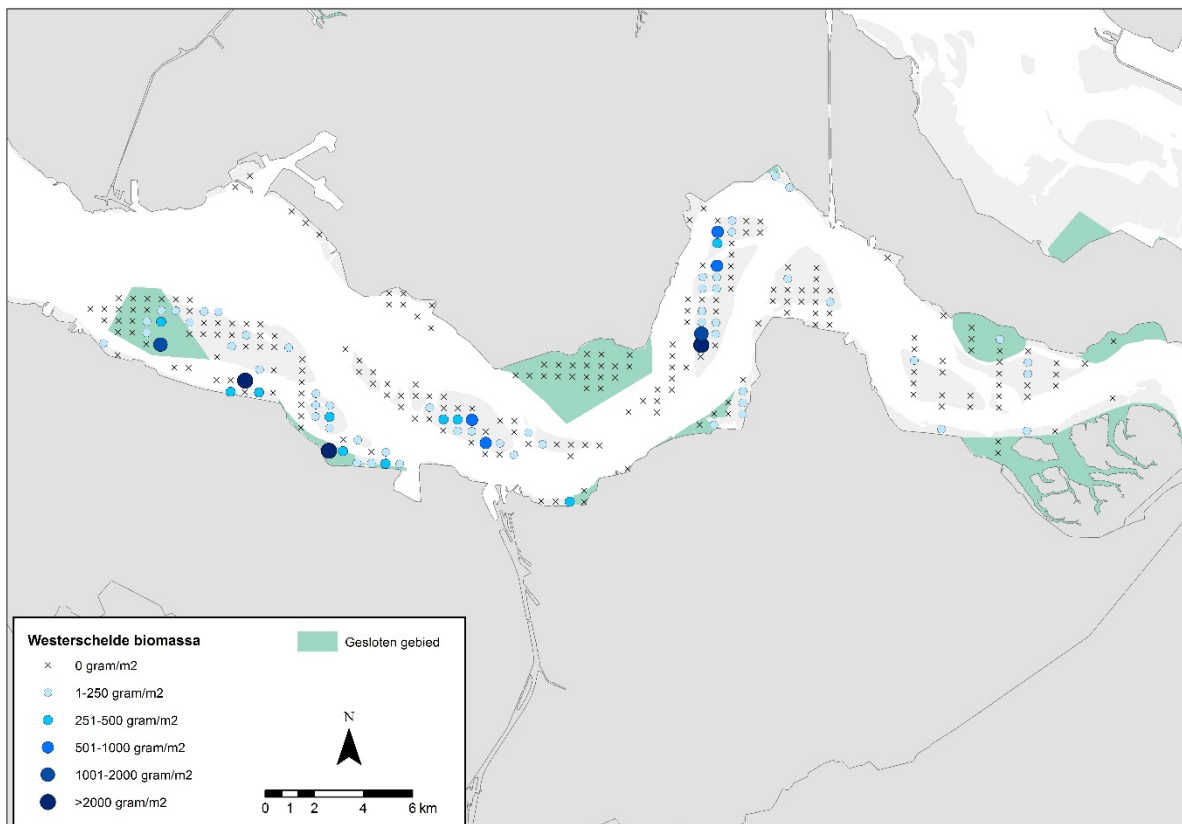 Westerschelde biomassa
0 gram/m2
1-250 gram/m2
251-500 gram/m2
501-1000 gram/m2
1001-2000 gram/m2
>2000 gram/m2
Gesloten gebied
N
0 1 2 4 6 km